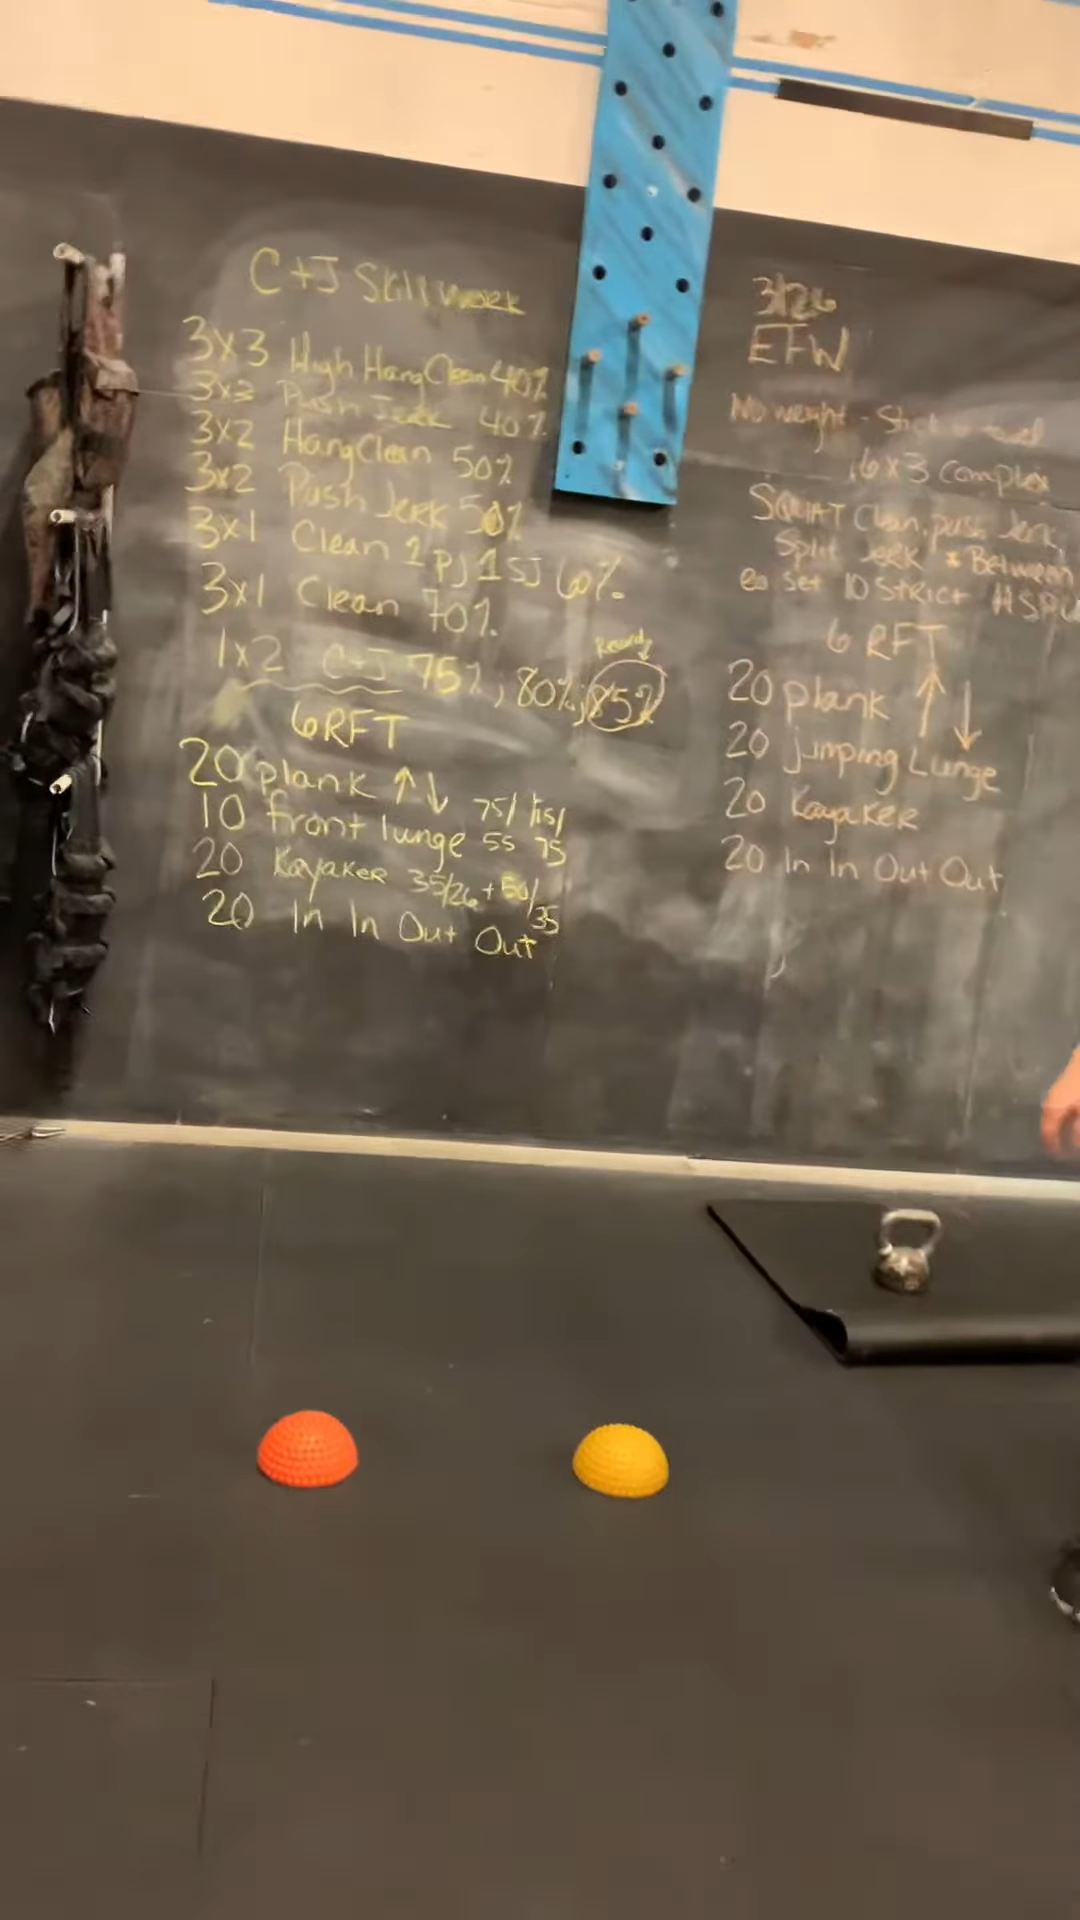 C+J Skill work
3x3 High Hang Clean 40%
3x3 Push Jerk 40%
3x2 Hang Clean 50%
3x2 Push Jerk 50%
3x1 Clean 1 PJ 1 SJ 60%
3x1 Clean 70%
Record
1x2 C+J 75%, 80%, 85%
6 RFT
20 plank ↑↓
10 front lunge 75/ 115/
55 75
20 Kayaker 35/26 + 50/
35
20 In In Out Out
3/26
EFW
No weight - Stick
6x3 complex
SQUAT Clean, push Jerk,
Split Jerk * Between
ea set 10 Strict HSPU
6 RFT
20 plank ↑↓
20 jumping Lunge
20 Kayaker
20 In In Out Out